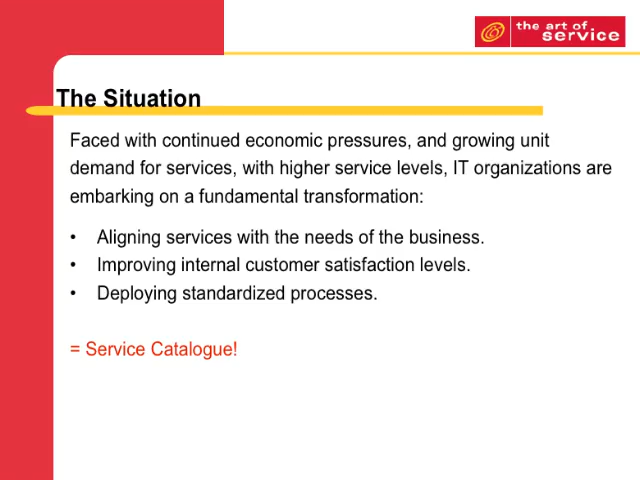 the art of
service
The Situation
Faced with continued economic pressures, and growing unit
demand for services, with higher service levels, IT organizations are
embarking on a fundamental transformation:
• Aligning services with the needs of the business.
• Improving internal customer satisfaction levels.
• Deploying standardized processes.
= Service Catalogue!